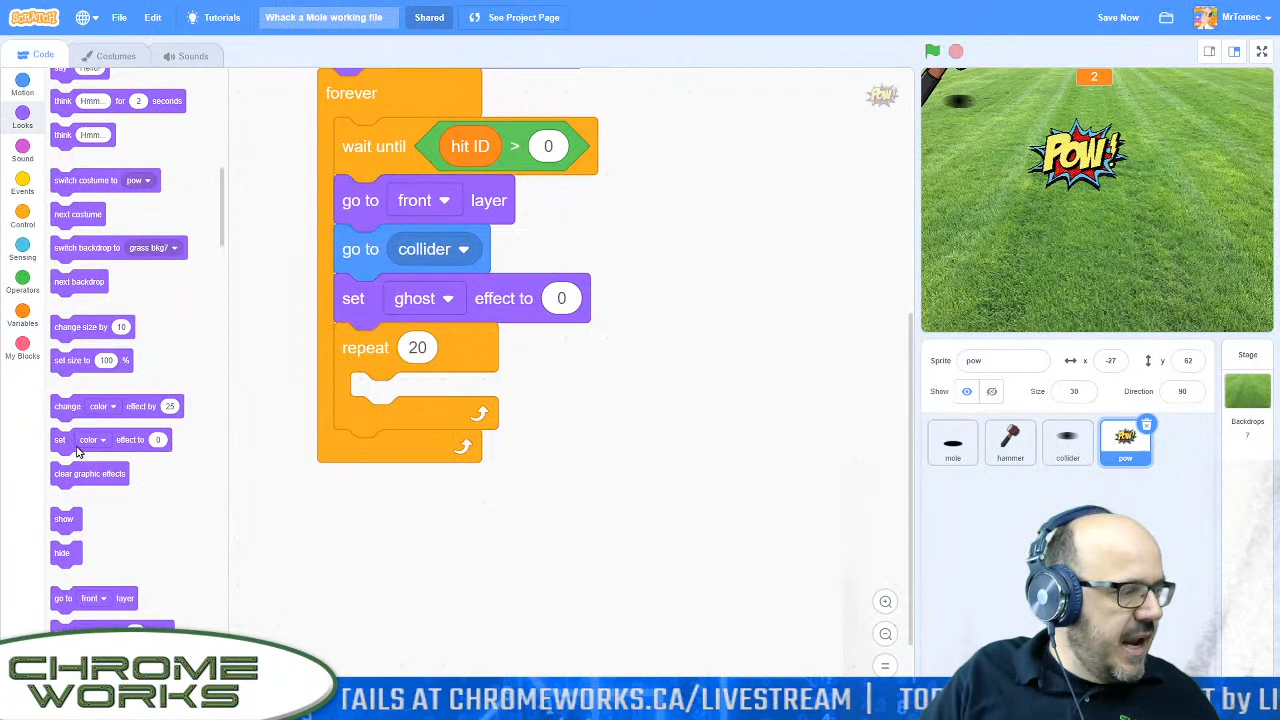 SCRATCH File Edit Tutorials Whack a Mole working file Shared See Project Page Save Now MrTomec
Code Costumes Sounds
Motion
Looks
Sound
Events
Control
Sensing
Operators
Variables
My Blocks
think Hmm... for 2 seconds
think Hmm...
switch costume to pow
next costume
switch backdrop to grass bkg?
next backdrop
change size by 10
set size to 100 %
change color effect by 25
set color effect to 0
clear graphic effects
show
hide
go to front layer
forever
wait until hit ID > 0
go to front layer
go to collider
set ghost effect to 0
repeat 20
POW!
2
POW!
Sprite pow x -27 y 62
Show Size 30 Direction 90
mole hammer collider pow
Stage
Backdrops
7
CHROME
WORKS
TAILS AT CHROMEWORKS.CA/LIVESTREAM |